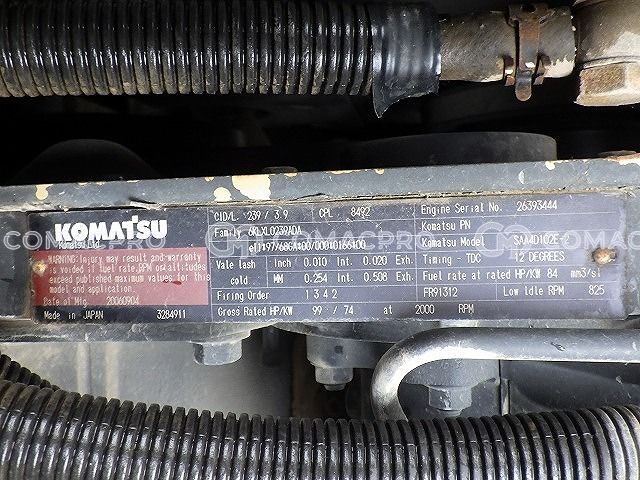 KOMATSU
Komatsu Ltd.
WARNING: Injury may result and warranty
is voided if fuel rate, RPM or altitudes
exceed published maximum values for this
model and application.
Date of Mfg. 20060904
Made in JAPAN 3284911
CID/L. 239 / 3.9 CPL 8492
Family 6KLXL0239ADA
Vale lash Inch 0.010 Int. 0.020 Exh.
cold MM 0.254 Int. 0.508 Exh.
Firing Order 1 3 4 2
Gross Rated HP/KW 99 / 74 at 2000 RPM
Engine Serial No. 26393444
Komatsu PN
Komatsu Model SAA4D102E-2
Timing - TDC 12 DEGREES
Fuel rate at rated HP/KW 84 mm3/st
FR91312 Low Idle RPM 825
COMACPRO